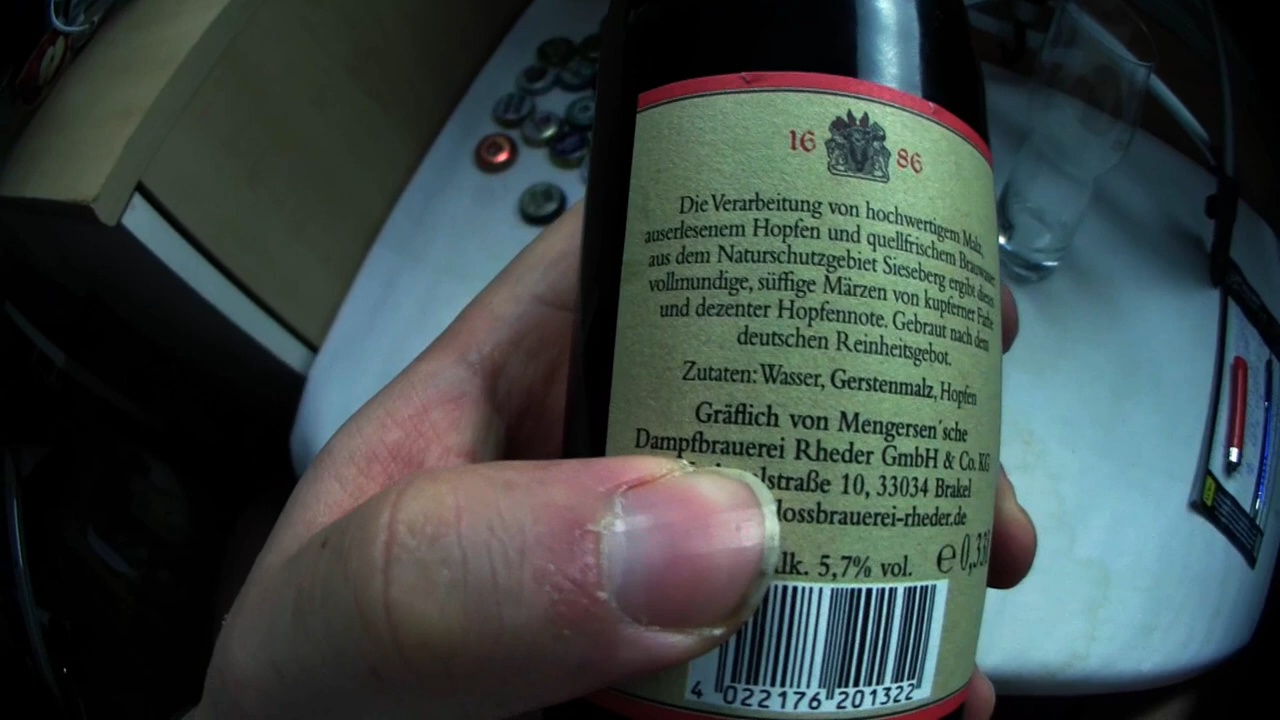 16 86
Die Verarbeitung von hochwertigem Malz,
auserlesenem Hopfen und quellfrischem
aus dem Naturschutzgebiet Sieseberg ergibt dieses
vollmundige, süffige Märzen von kupferner Farbe
und dezenter Hopfennote. Gebraut nach dem
deutschen Reinheitsgebot.
Zutaten: Wasser, Gerstenmalz, Hopfen
Gräflich von Mengersen´sche
Dampfbrauerei Rheder GmbH & Co. KG
lstraße 10, 33034 Brakel
lossbrauerei-rheder.de
lk. 5,7% vol. e 0,33
4 022176 201322